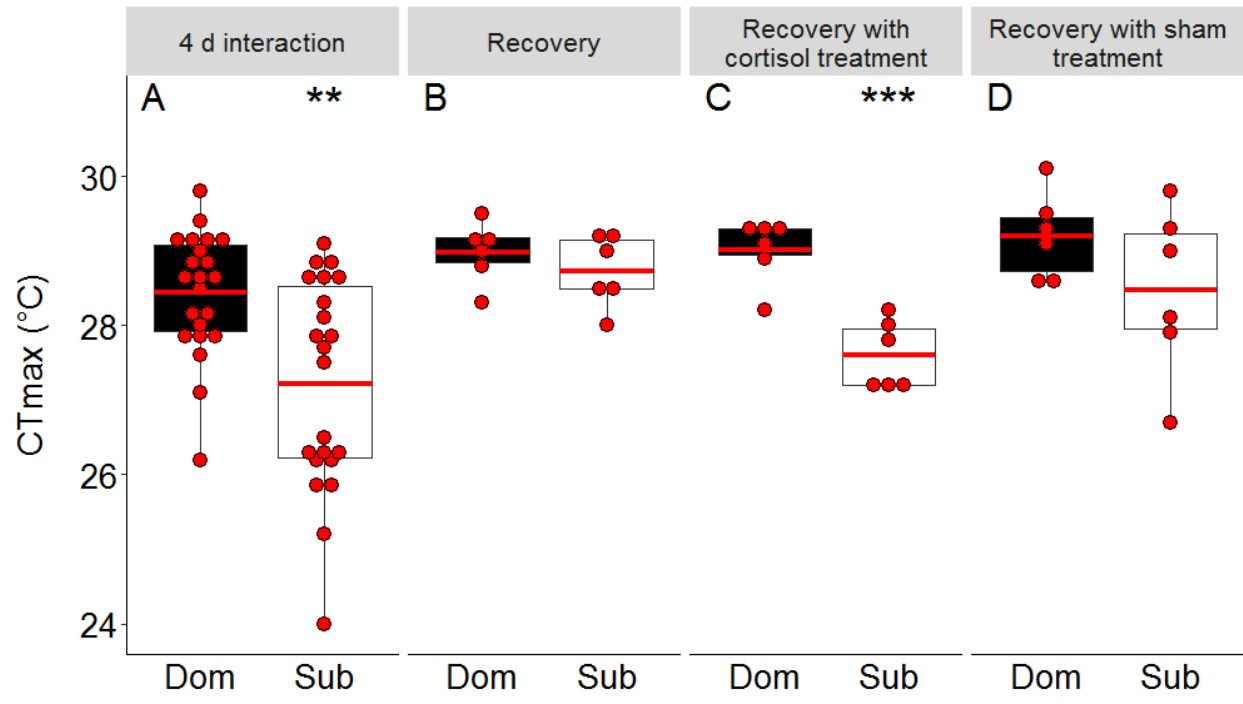 4 d interaction
Recovery
Recovery with
cortisol treatment
Recovery with sham
treatment
A
**
B
C
***
D
CTmax (°C)
30
28
26
24
Dom
Sub
Dom
Sub
Dom
Sub
Dom
Sub